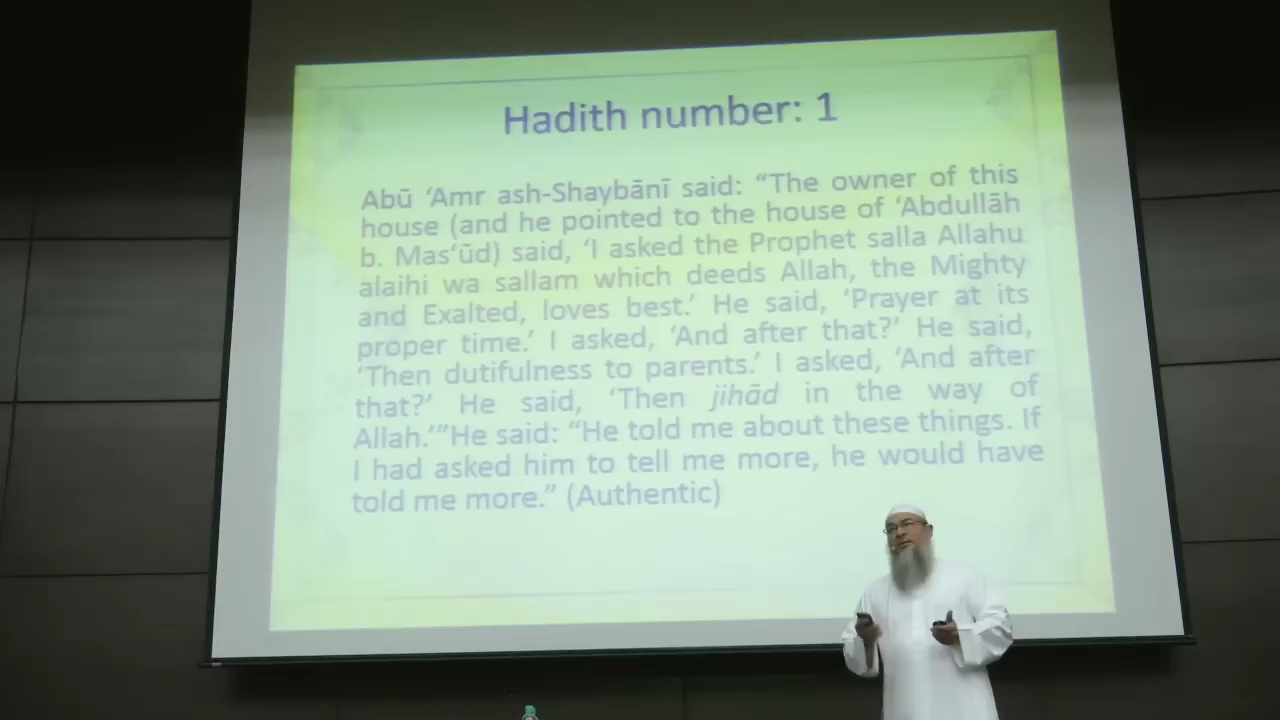 Hadith number: 1
Abū ‘Amr ash-Shaybānī said: “The owner of this
house (and he pointed to the house of ‘Abdullāh
b. Mas‘ūd) said, ‘I asked the Prophet salla Allahu
alaihi wa sallam which deeds Allah, the Mighty
and Exalted, loves best.’ He said, ‘Prayer at its
proper time.’ I asked, ‘And after that?’ He said,
‘Then dutifulness to parents.’ I asked, ‘And after
that?’ He said, ‘Then jihād in the way of
Allah.’”He said: “He told me about these things. If
I had asked him to tell me more, he would have
told me more.” (Authentic)